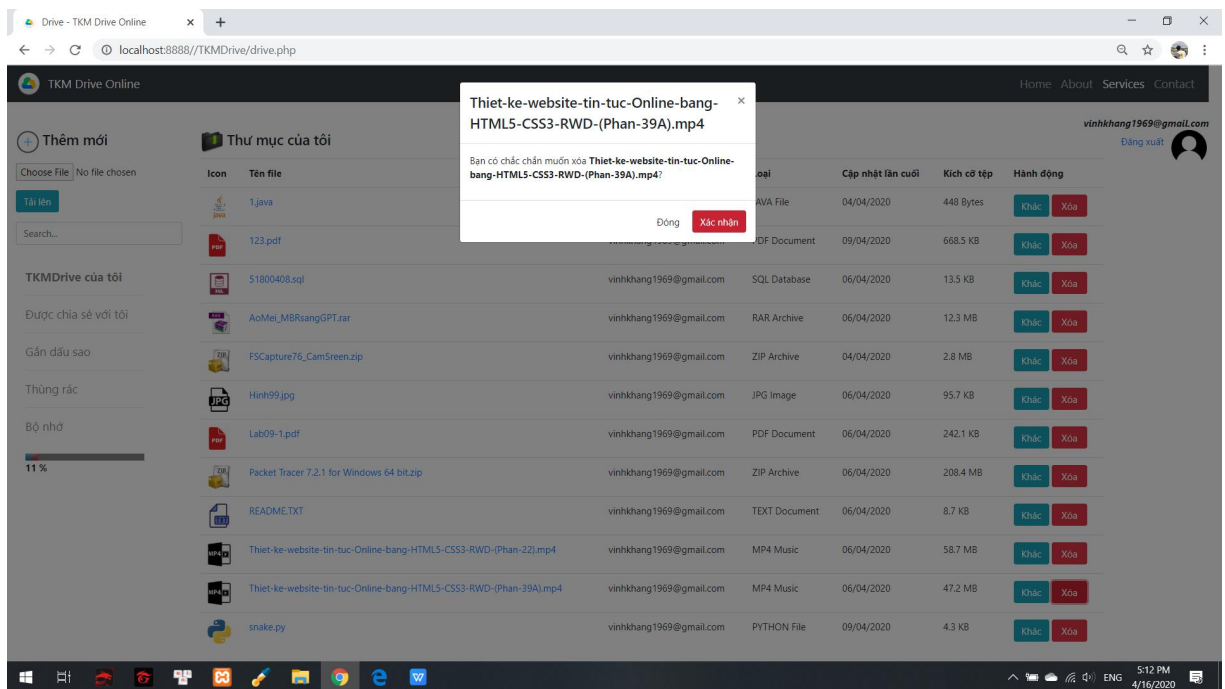 Drive - TKM Drive Online
localhost:8888//TKMDrive/drive.php
TKM Drive Online
Home About Services Contact
Thiet-ke-website-tin-tuc-Online-bang-
HTML5-CSS3-RWD-(Phan-39A).mp4
×
Bạn có chắc chắn muốn xóa Thiet-ke-website-tin-tuc-Online-
bang-HTML5-CSS3-RWD-(Phan-39A).mp4?
Đóng Xác nhận
vinhkhang1969@gmail.com
Đăng xuất
Thêm mới
Choose File No file chosen
Tải lên
Search...
TKMDrive của tôi
Được chia sẻ với tôi
Gắn dấu sao
Thùng rác
Bộ nhớ
11 %
Thư mục của tôi
Icon Tên file Cập nhật lần cuối Kích cỡ tệp Hành động
1.java JAVA File 04/04/2020 448 Bytes Khác Xóa
123.pdf vinhkhang1969@gmail.com PDF Document 09/04/2020 668.5 KB Khác Xóa
51800408.sql vinhkhang1969@gmail.com SQL Database 06/04/2020 13.5 KB Khác Xóa
AoMei_MBRsangGPT.rar vinhkhang1969@gmail.com RAR Archive 06/04/2020 12.3 MB Khác Xóa
FSCapture76_CamSreen.zip vinhkhang1969@gmail.com ZIP Archive 04/04/2020 2.8 MB Khác Xóa
Hinh99.jpg vinhkhang1969@gmail.com JPG Image 06/04/2020 95.7 KB Khác Xóa
Lab09-1.pdf vinhkhang1969@gmail.com PDF Document 06/04/2020 242.1 KB Khác Xóa
Packet Tracer 7.2.1 for Windows 64 bit.zip vinhkhang1969@gmail.com ZIP Archive 06/04/2020 208.4 MB Khác Xóa
README.TXT vinhkhang1969@gmail.com TEXT Document 06/04/2020 8.7 KB Khác Xóa
Thiet-ke-website-tin-tuc-Online-bang-HTML5-CSS3-RWD-(Phan-22).mp4 vinhkhang1969@gmail.com MP4 Music 06/04/2020 58.7 MB Khác Xóa
Thiet-ke-website-tin-tuc-Online-bang-HTML5-CSS3-RWD-(Phan-39A).mp4 vinhkhang1969@gmail.com MP4 Music 06/04/2020 47.2 MB Khác Xóa
snake.py vinhkhang1969@gmail.com PYTHON File 09/04/2020 4.3 KB Khác Xóa
ENG
5:12 PM
4/16/2020